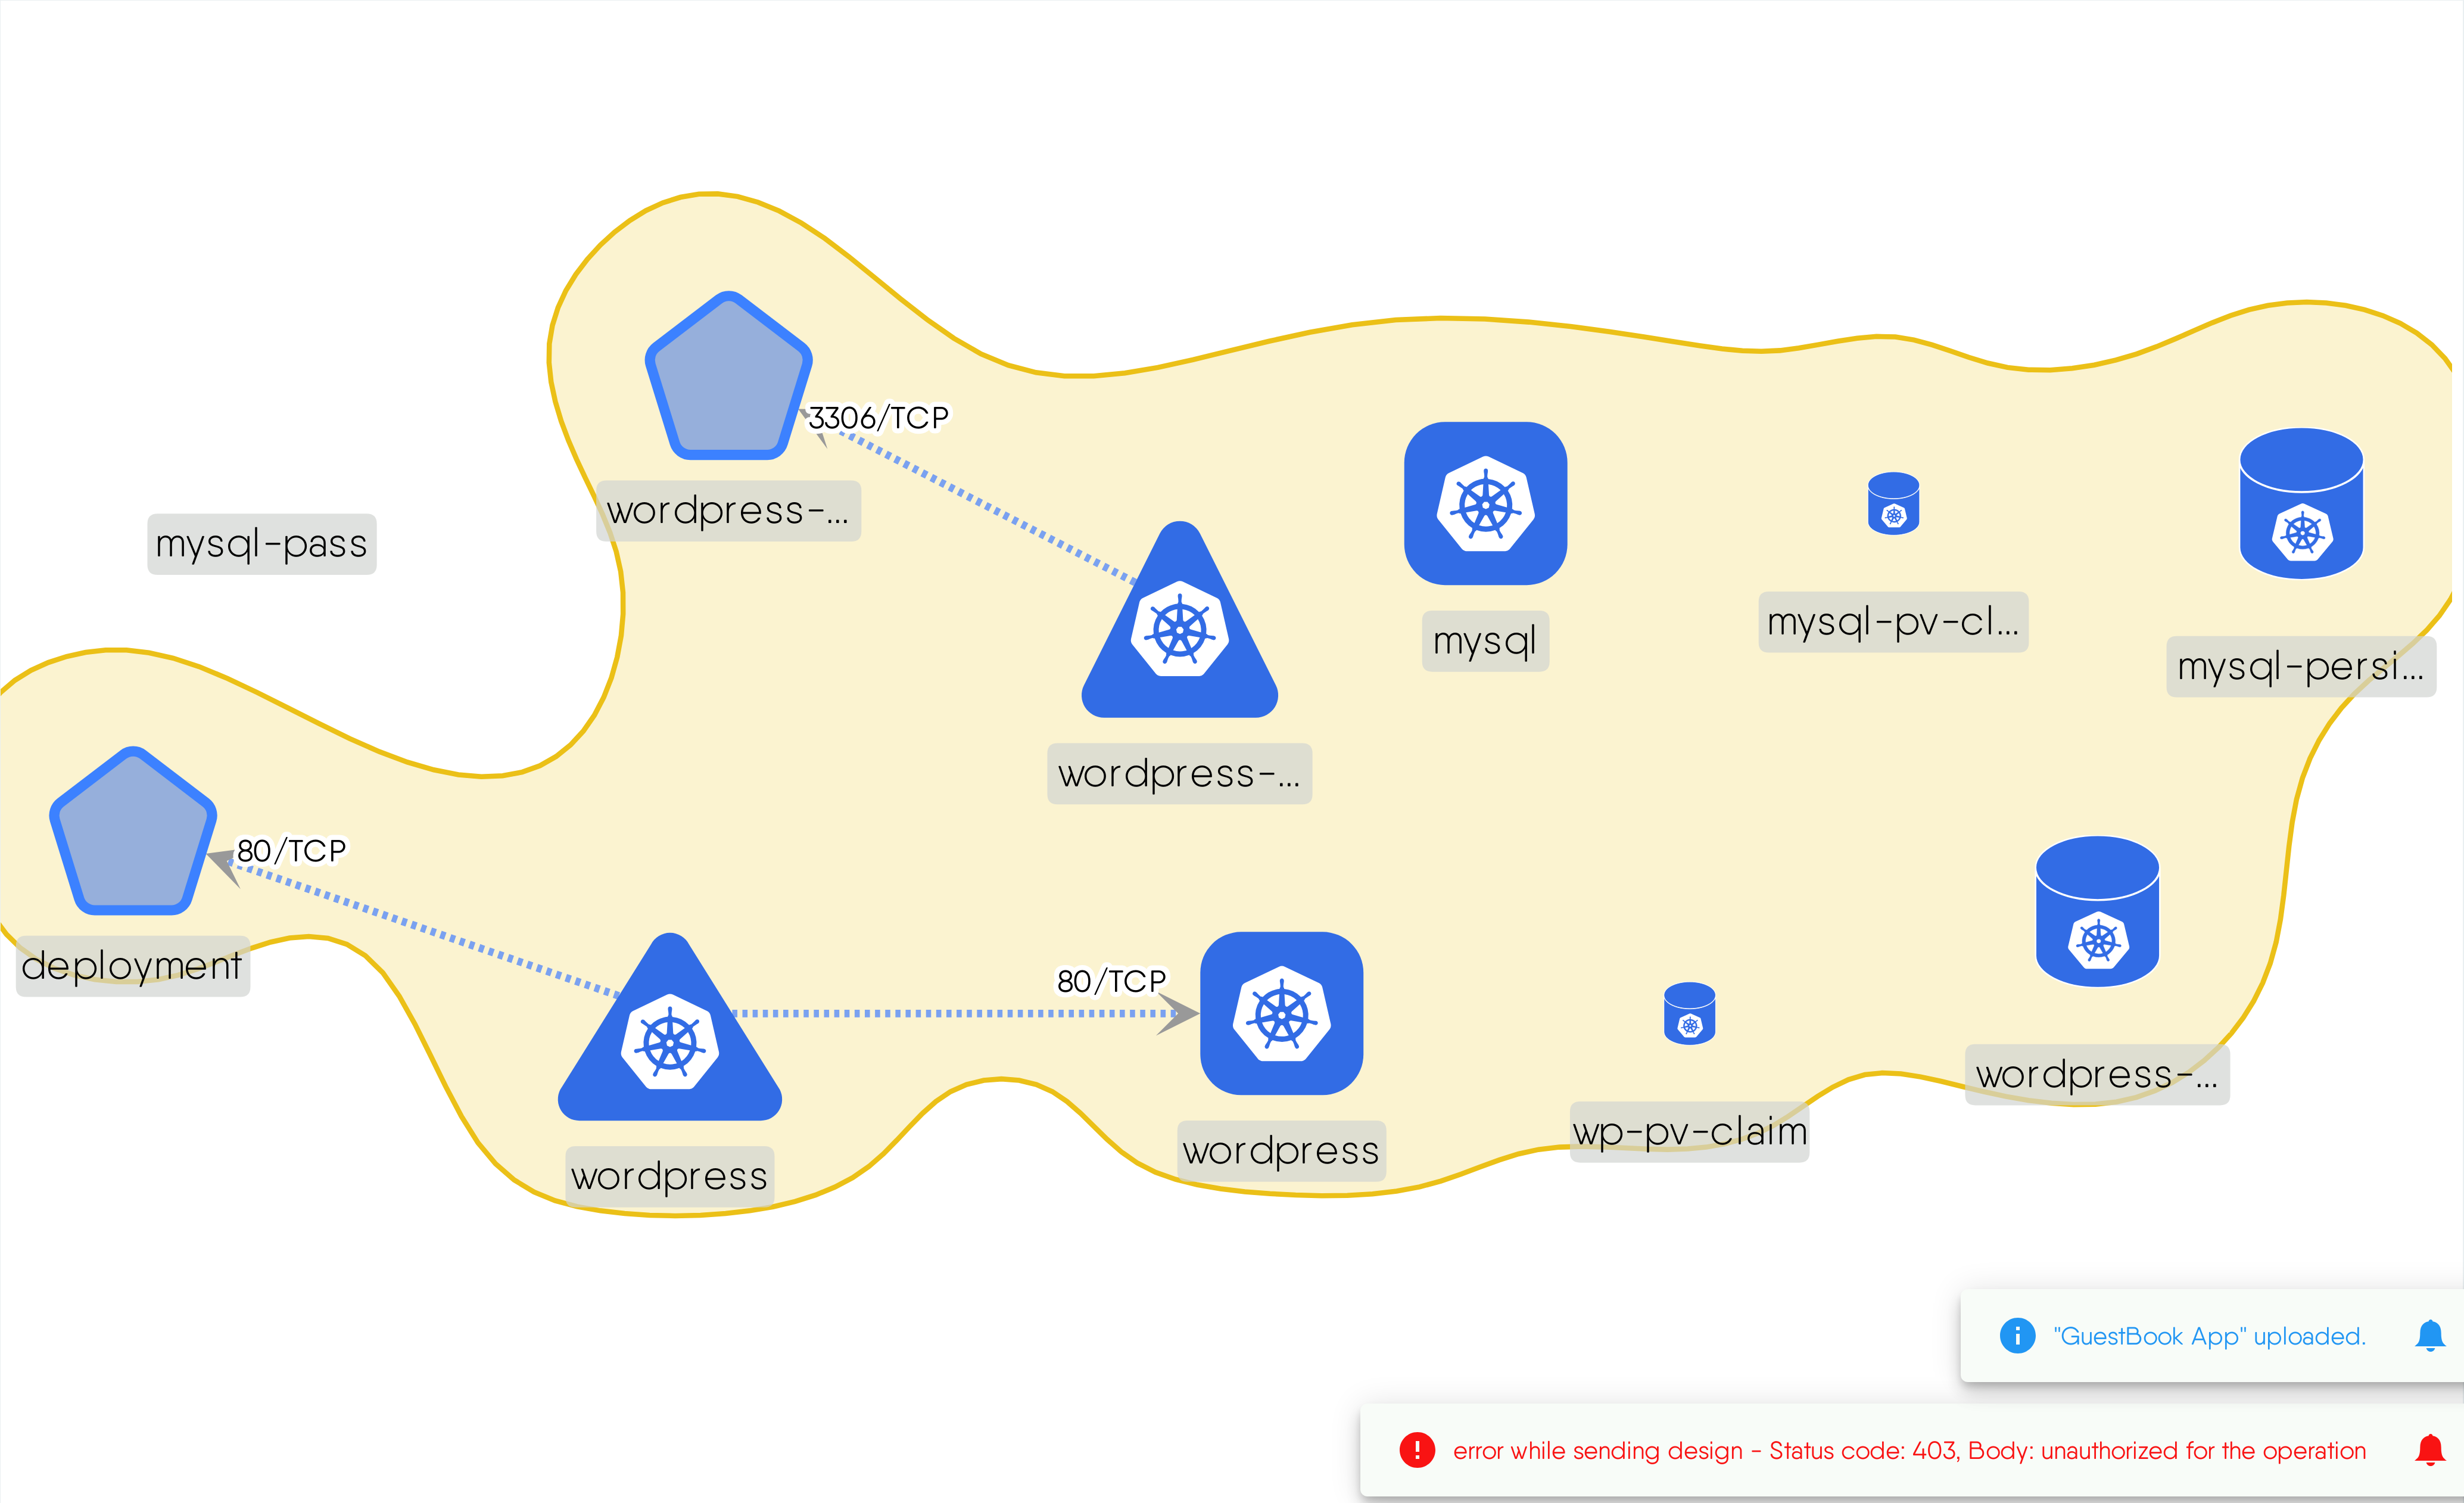 3306/TCP
wordpress-...
mysql-pass
mysql
mysql-pv-cl...
mysql-persi...
wordpress-...
80/TCP
deployment
80/TCP
wordpress
wordpress
wp-pv-claim
wordpress-...
"GuestBook App" uploaded.
error while sending design - Status code: 403, Body: unauthorized for the operation